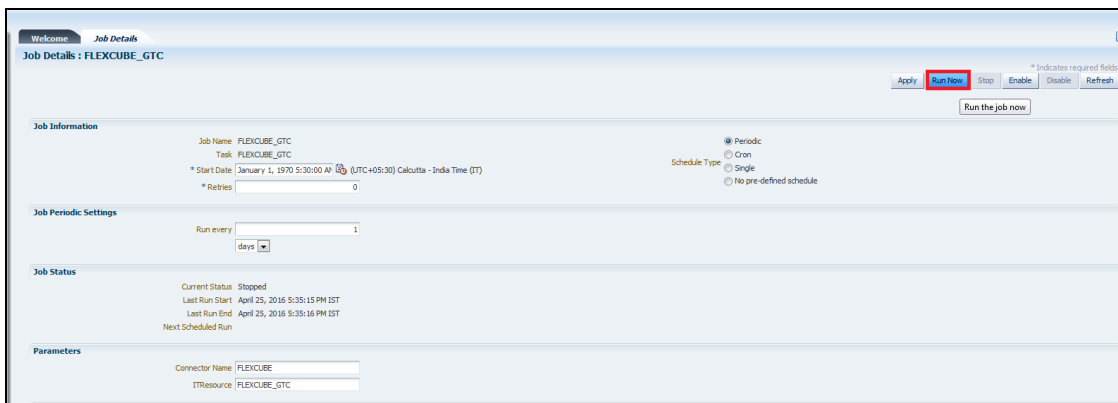 Welcome Job Details
Job Details : FLEXCUBE_GTC
* Indicates required fields
Apply Run Now Stop Enable Disable Refresh
Run the job now
Job Information
Job Name FLEXCUBE_GTC
Task FLEXCUBE_GTC
* Start Date January 1, 1970 5:30:00 AM (UTC+05:30) Calcutta - India Time (IT)
* Retries 0
Schedule Type
Periodic
Cron
Single
No pre-defined schedule
Job Periodic Settings
Run every 1
days
Job Status
Current Status Stopped
Last Run Start April 25, 2016 5:35:15 PM IST
Last Run End April 25, 2016 5:35:16 PM IST
Next Scheduled Run
Parameters
Connector Name FLEXCUBE
ITResource FLEXCUBE_GTC